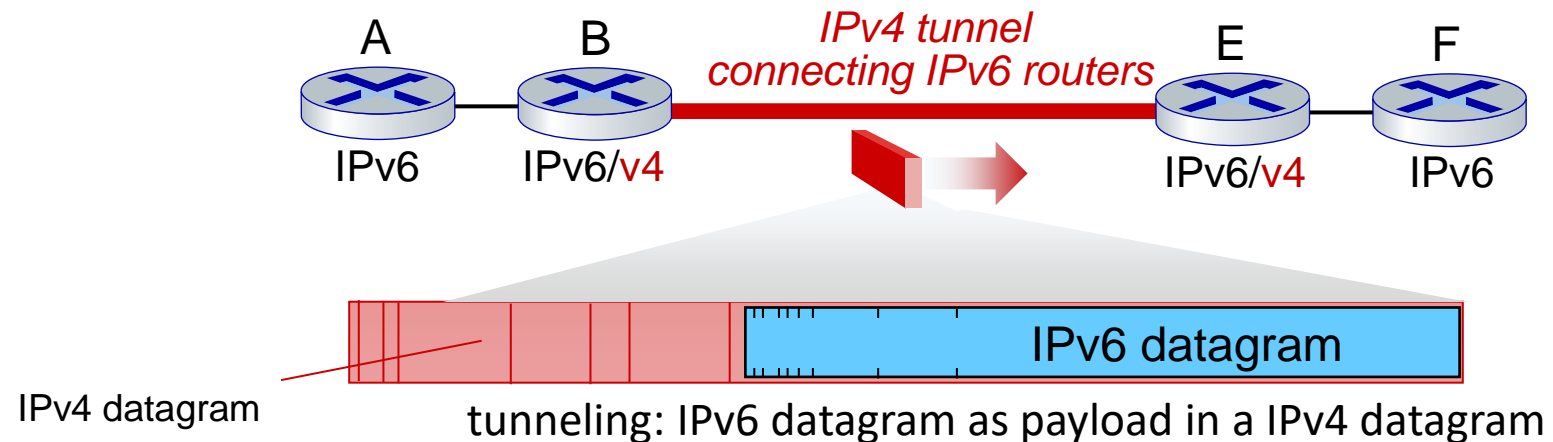 A
B
IPv4 tunnel
connecting IPv6 routers
E
F
IPv6
IPv6/v4
IPv6/v4
IPv6
IPv6 datagram
IPv4 datagram
tunneling: IPv6 datagram as payload in a IPv4 datagram